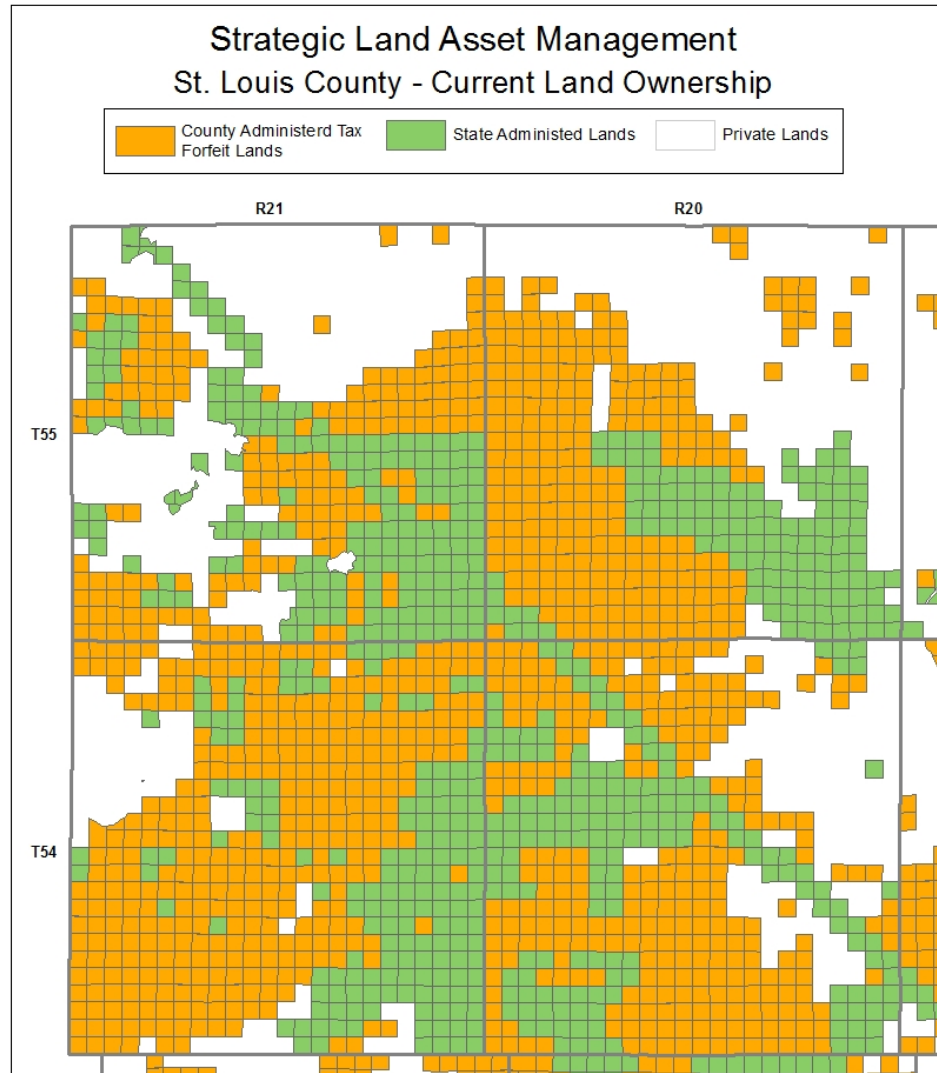 Strategic Land Asset Management
St. Louis County - Current Land Ownership
County Administerd Tax
Forfeit Lands
State Administed Lands
Private Lands
R21
R20
T55
T54